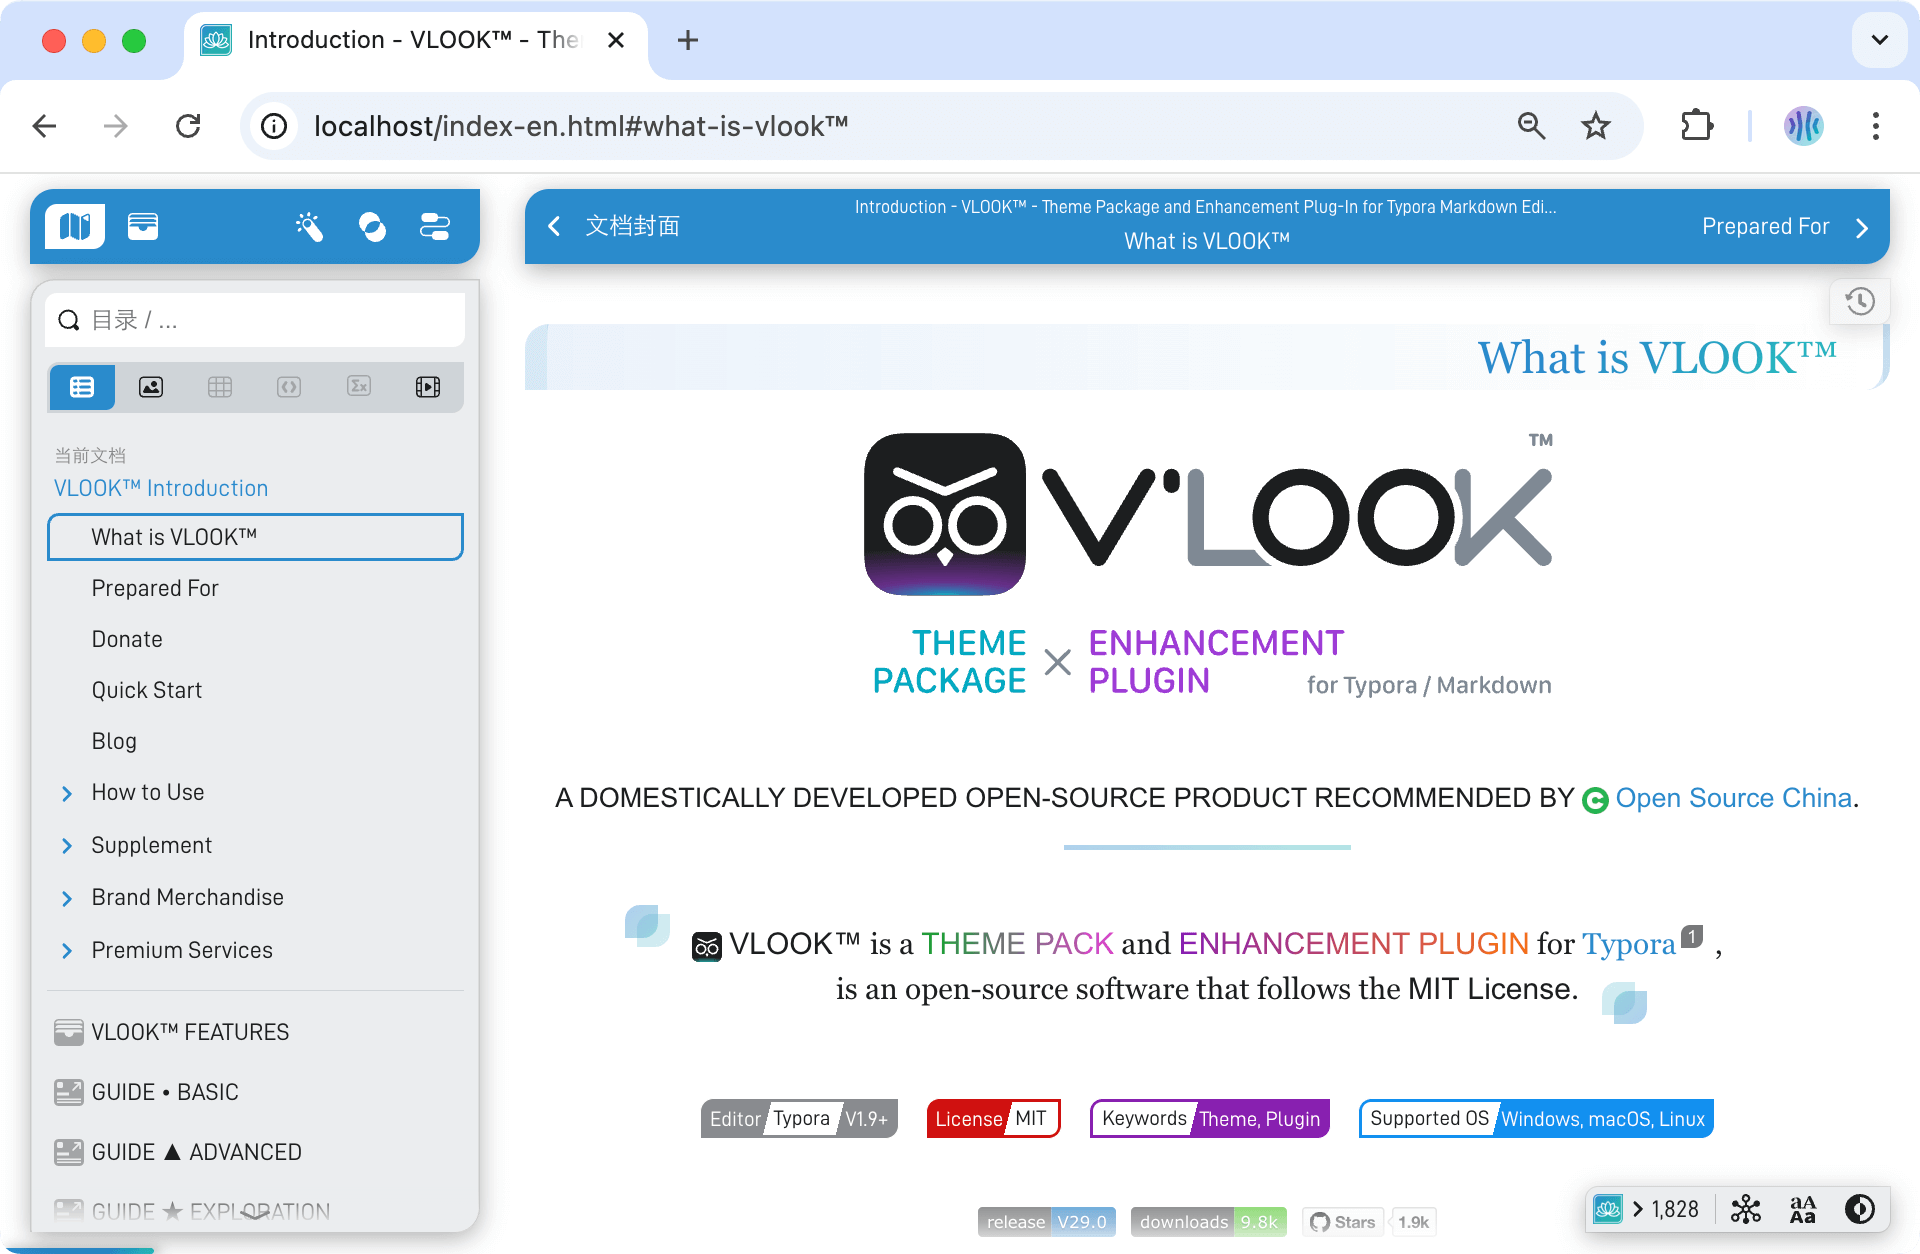 Introduction - VLOOK™ - The
localhost/index-en.html#what-is-vlook™
文档封面
Introduction - VLOOK™ - Theme Package and Enhancement Plug-In for Typora Markdown Edi...
What is VLOOK™
Prepared For
目录 / ...
当前文档
VLOOK™ Introduction
What is VLOOK™
Prepared For
Donate
Quick Start
Blog
How to Use
Supplement
Brand Merchandise
Premium Services
VLOOK™ FEATURES
GUIDE • BASIC
GUIDE ▲ ADVANCED
GUIDE ★ EXPLORATION
What is VLOOK™
V'LOOK™
THEME PACKAGE × ENHANCEMENT PLUGIN
for Typora / Markdown
A DOMESTICALLY DEVELOPED OPEN-SOURCE PRODUCT RECOMMENDED BY Open Source China.
VLOOK™ is a THEME PACK and ENHANCEMENT PLUGIN for Typora 1 ,
is an open-source software that follows the MIT License.
Editor Typora V1.9+ License MIT Keywords Theme, Plugin Supported OS Windows, macOS, Linux
release V29.0 downloads 9.8k Stars 1.9k
1,828
aA
Aa